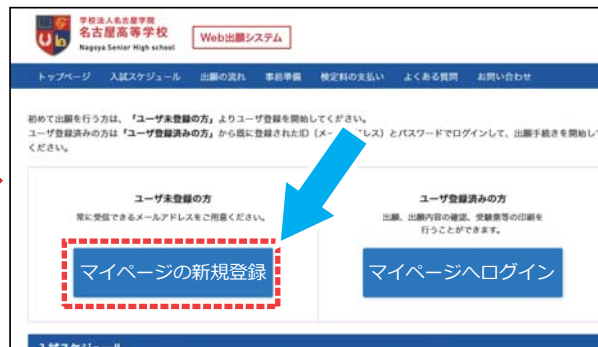 学校法人名古屋学院
名古屋高等学校
Nagoya Senior High school
Web出願システム
トップページ 入試スケジュール 出願の流れ 事前準備 検定料の支払い よくある質問 お問い合わせ
初めて出願を行う方は、「ユーザ未登録の方」よりユーザ登録を開始してください。
ユーザ登録済みの方は「ユーザ登録済みの方」から既に登録されたID（メー レス）とパスワードでログインして、出願手続きを開始して
ください。
ユーザ未登録の方
常に受信できるメールアドレスをご用意ください。
マイページの新規登録
ユーザ登録済みの方
出願、出願内容の確認、受験票等の印刷を
行うことができます。
マイページへログイン
入試スケジュール